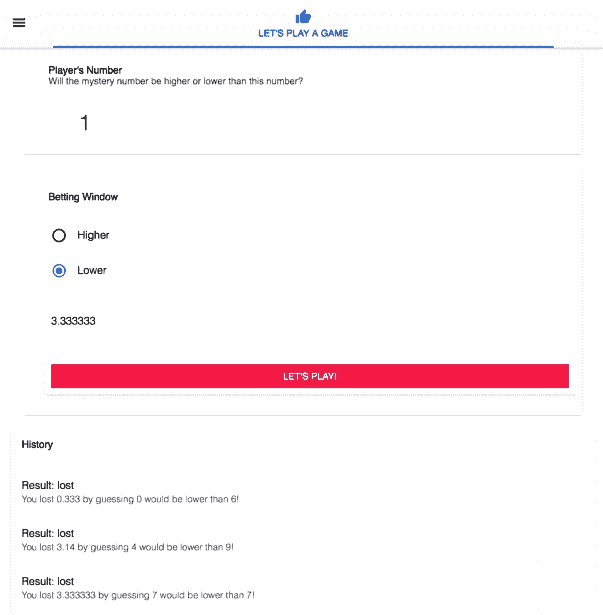 LET'S PLAY A GAME
Player's Number
Will the mystery number be higher or lower than this number?
1
Betting Window
Higher
Lower
3.333333
LET'S PLAY!
History
Result: lost
You lost 0.333 by guessing 0 would be lower than 6!
Result: lost
You lost 3.14 by guessing 4 would be lower than 9!
Result: lost
You lost 3.333333 by guessing 7 would be lower than 7!